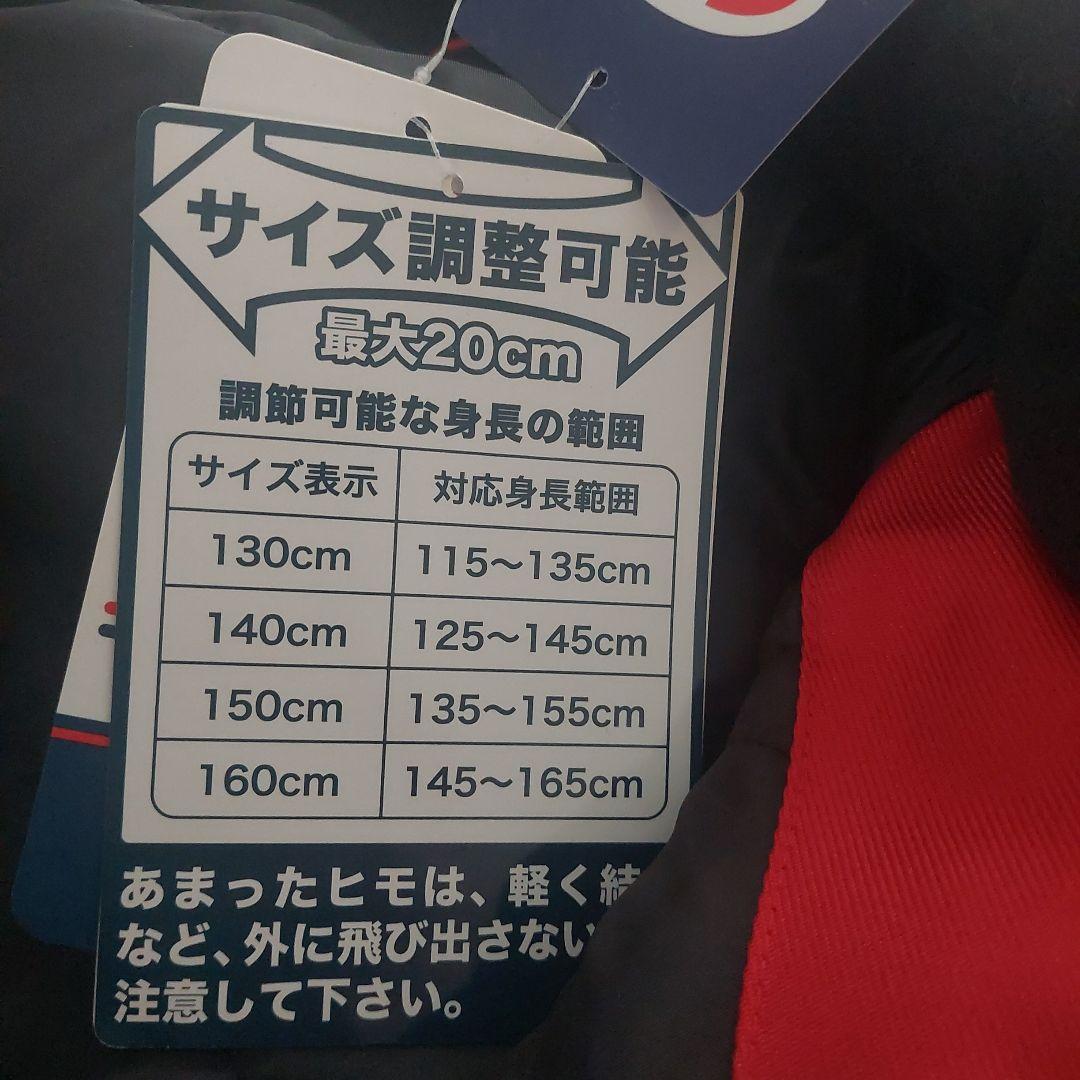 サイズ調整可能
最大20cm
調節可能な身長の範囲
サイズ表示 対応身長範囲
130cm 115〜135cm
140cm 125〜145cm
150cm 135〜155cm
160cm 145〜165cm
あまったヒモは、軽く結
など、外に飛び出さない
注意して下さい。